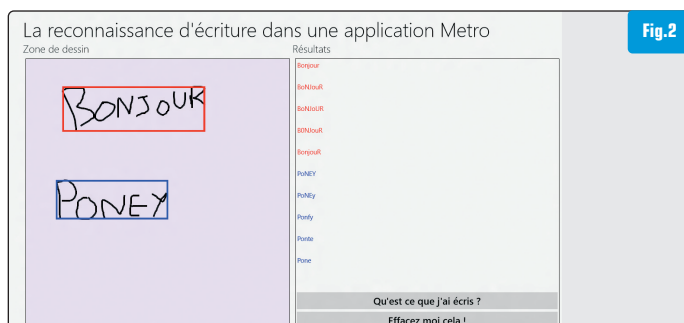 La reconnaissance d'écriture dans une application Metro
Fig.2
Zone de dessin
Résultats
BONJOUR
PONEY
Bonjour
BoNJouR
BoNJoUR
B0NJouR
BonjouR
PoNEY
PoNEy
Ponfy
Ponte
Pone
Qu'est ce que j'ai écris ?
Effacez moi cela !